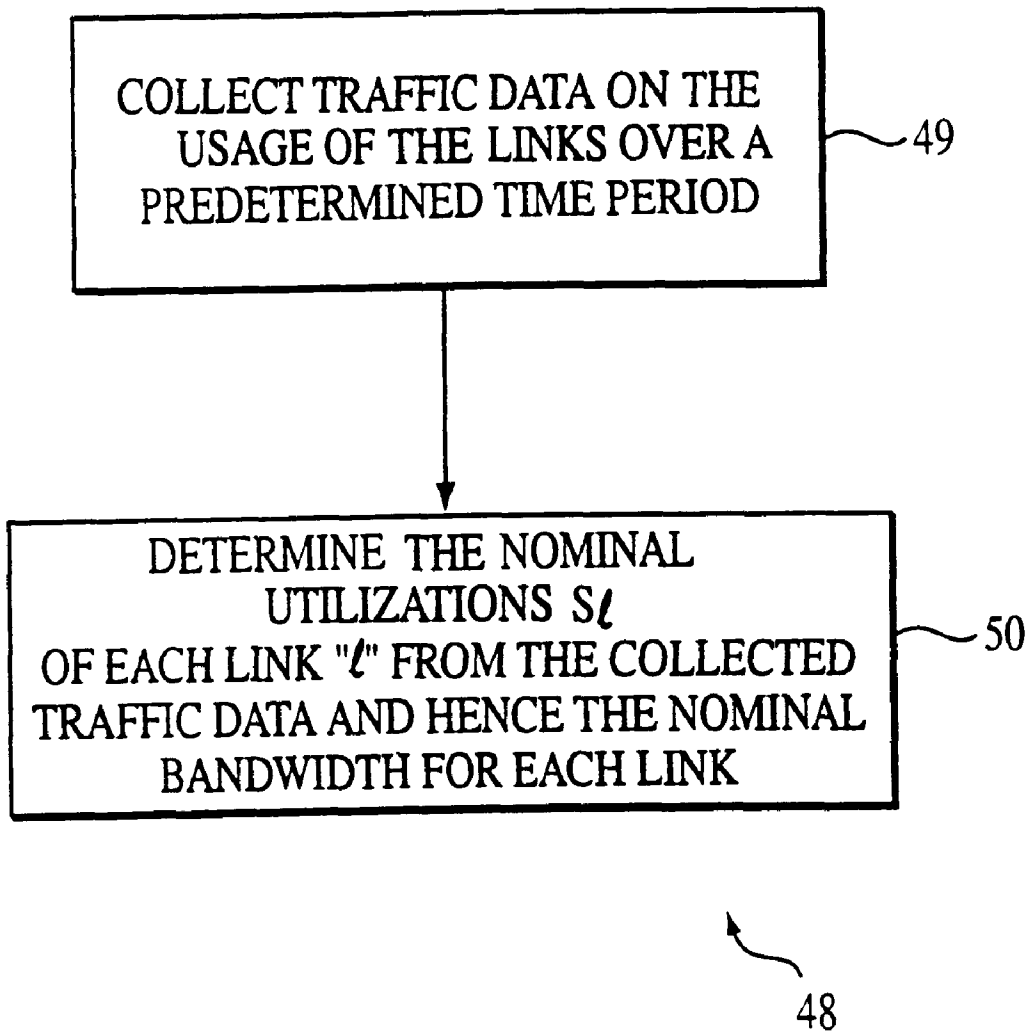 COLLECT TRAFFIC DATA ON THE
USAGE OF THE LINKS OVER A
PREDETERMINED TIME PERIOD
49
DETERMINE THE NOMINAL
UTILIZATIONS Sℓ
OF EACH LINK "ℓ" FROM THE COLLECTED
TRAFFIC DATA AND HENCE THE NOMINAL
BANDWIDTH FOR EACH LINK
50
48